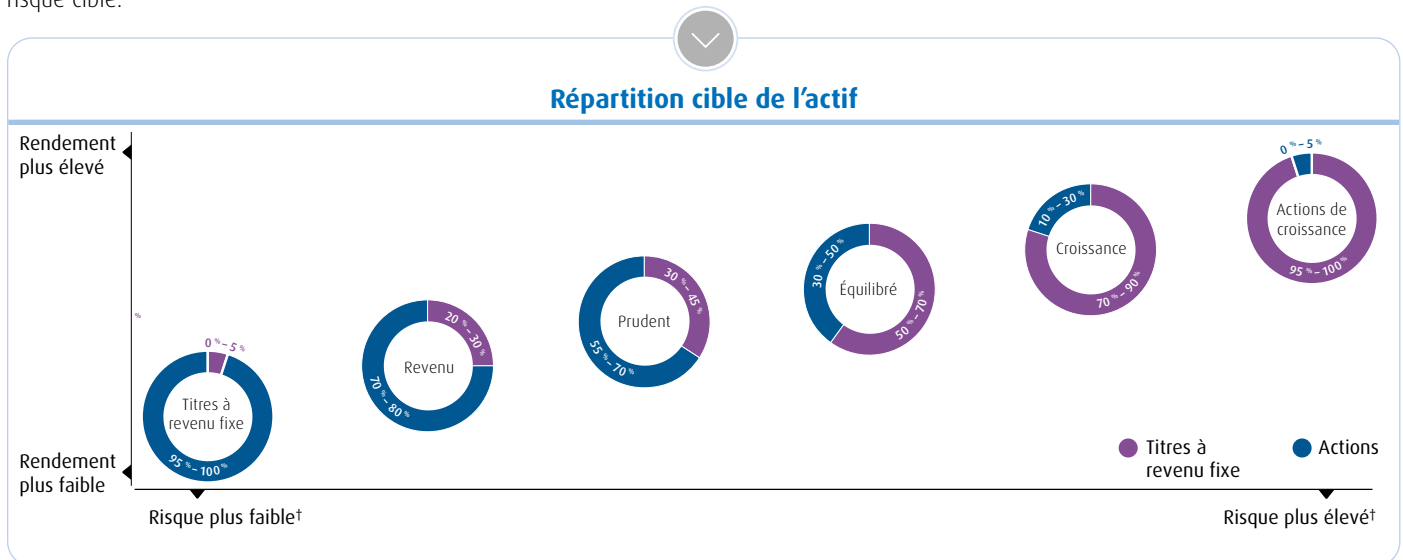 risque cible.
Répartition cible de l’actif
Rendement
plus élevé
0 % – 5 %
Actions de
croissance
95 % – 100 %
10 % – 30 %
Croissance
70 % – 90 %
30 % – 50 %
Équilibré
50 % – 70 %
30 % – 45 %
Prudent
55 % – 70 %
%
20 % – 30 %
Revenu
70 % – 80 %
0 % – 5 %
Titres à
revenu fixe
95 % – 100 %
Titres à
revenu fixe
Actions
Rendement
plus faible
Risque plus faible†
Risque plus élevé†